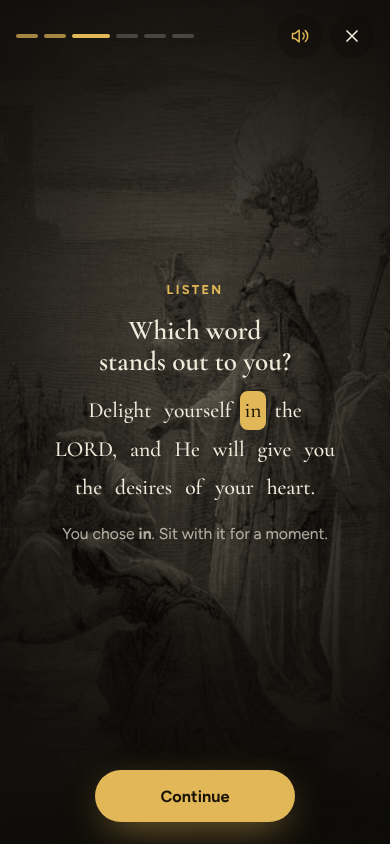 LISTEN
Which word
stands out to you?
Delight yourself in the
LORD, and He will give you
the desires of your heart.
You chose in. Sit with it for a moment.
Continue